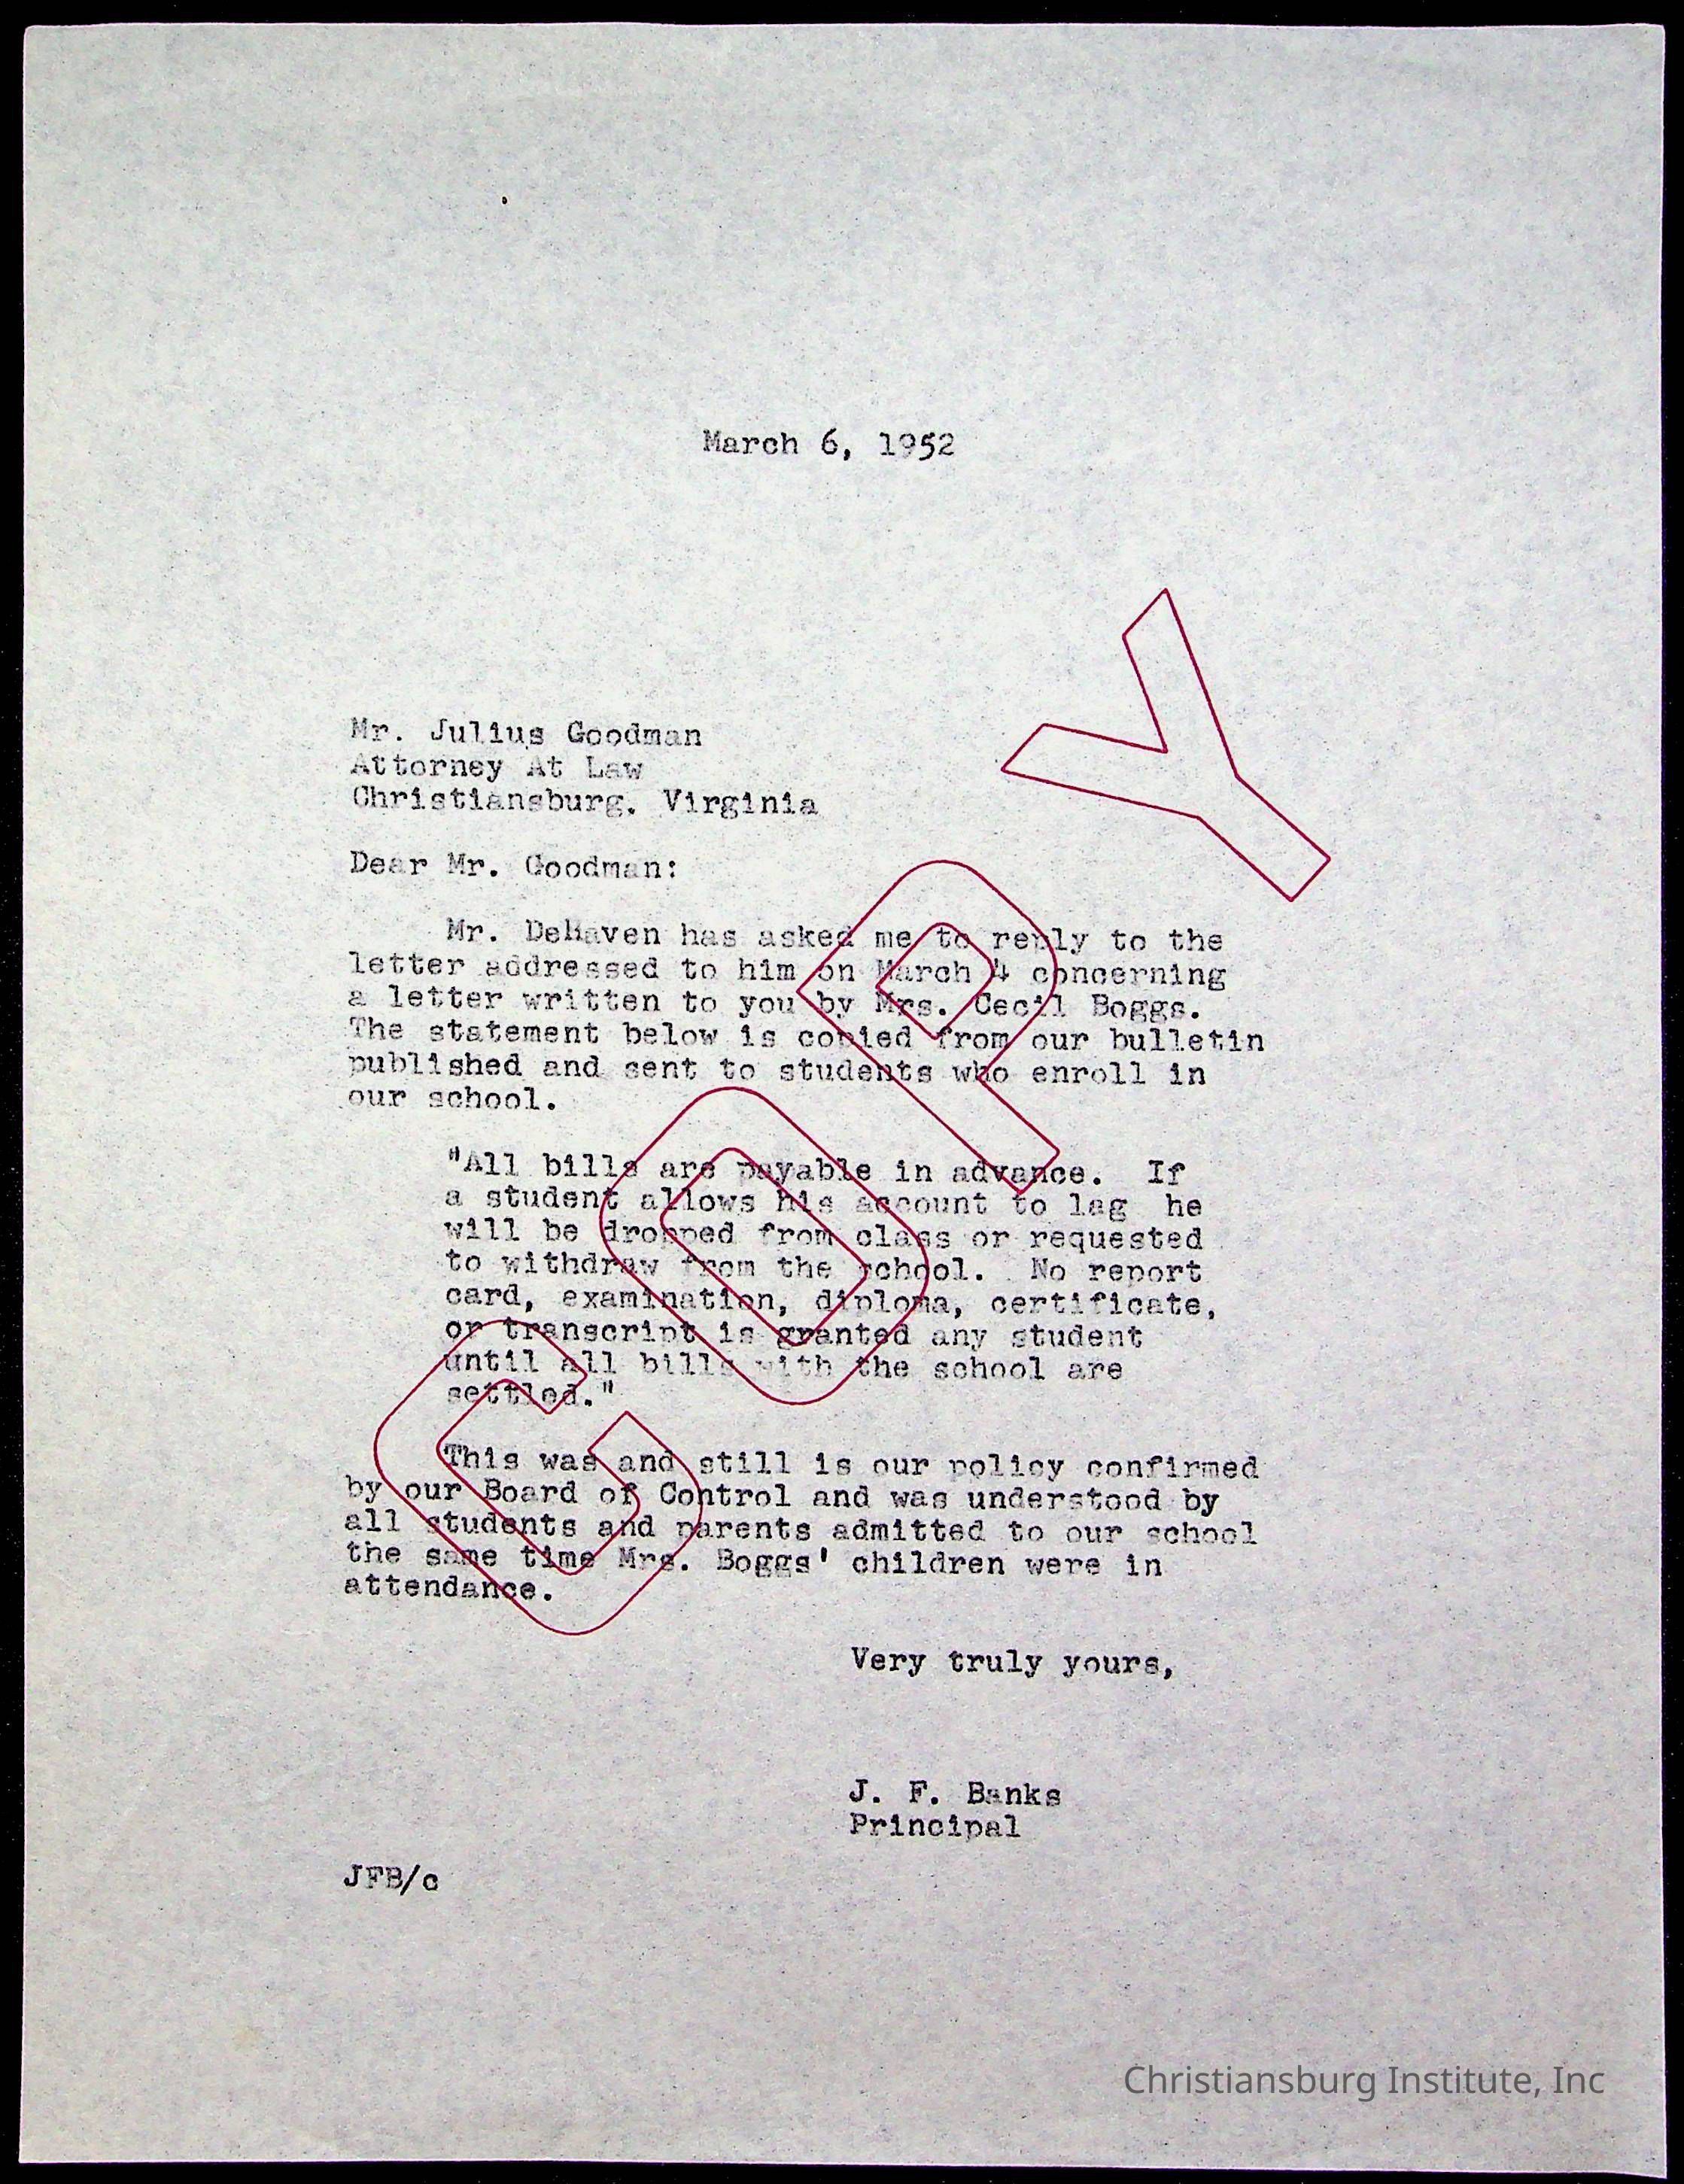 March 6, 1952
Mr. Julius Goodman
Attorney At Law
Christiansburg, Virginia
Dear Mr. Goodman:
Mr. DeHaven has asked me to reply to the
letter addressed to him on March 4 concerning
a letter written to you by Mrs. Cecil Boggs.
The statement below is copied from our bulletin
published and sent to students who enroll in
our school.
"All bills are payable in advance. If
a student allows his account to lag he
will be dropped from class or requested
to withdraw from the school. No report
card, examination, diploma, certificate,
or transcript is granted any student
until all bills with the school are
settled."
This was and still is our policy confirmed
by our Board of Control and was understood by
all students and parents admitted to our school
the same time Mrs. Boggs' children were in
attendance.
Very truly yours,
J. F. Banks
Principal
JFB/c
COPY
Christiansburg Institute, Inc